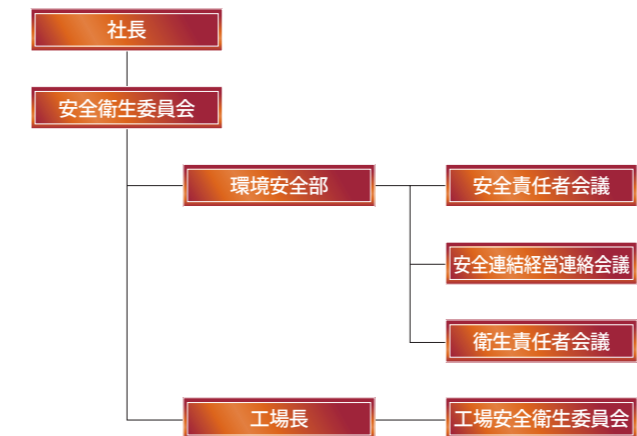 社長
安全衛生委員会
環境安全部
安全責任者会議
安全連結経営連絡会議
衛生責任者会議
工場長
工場安全衛生委員会